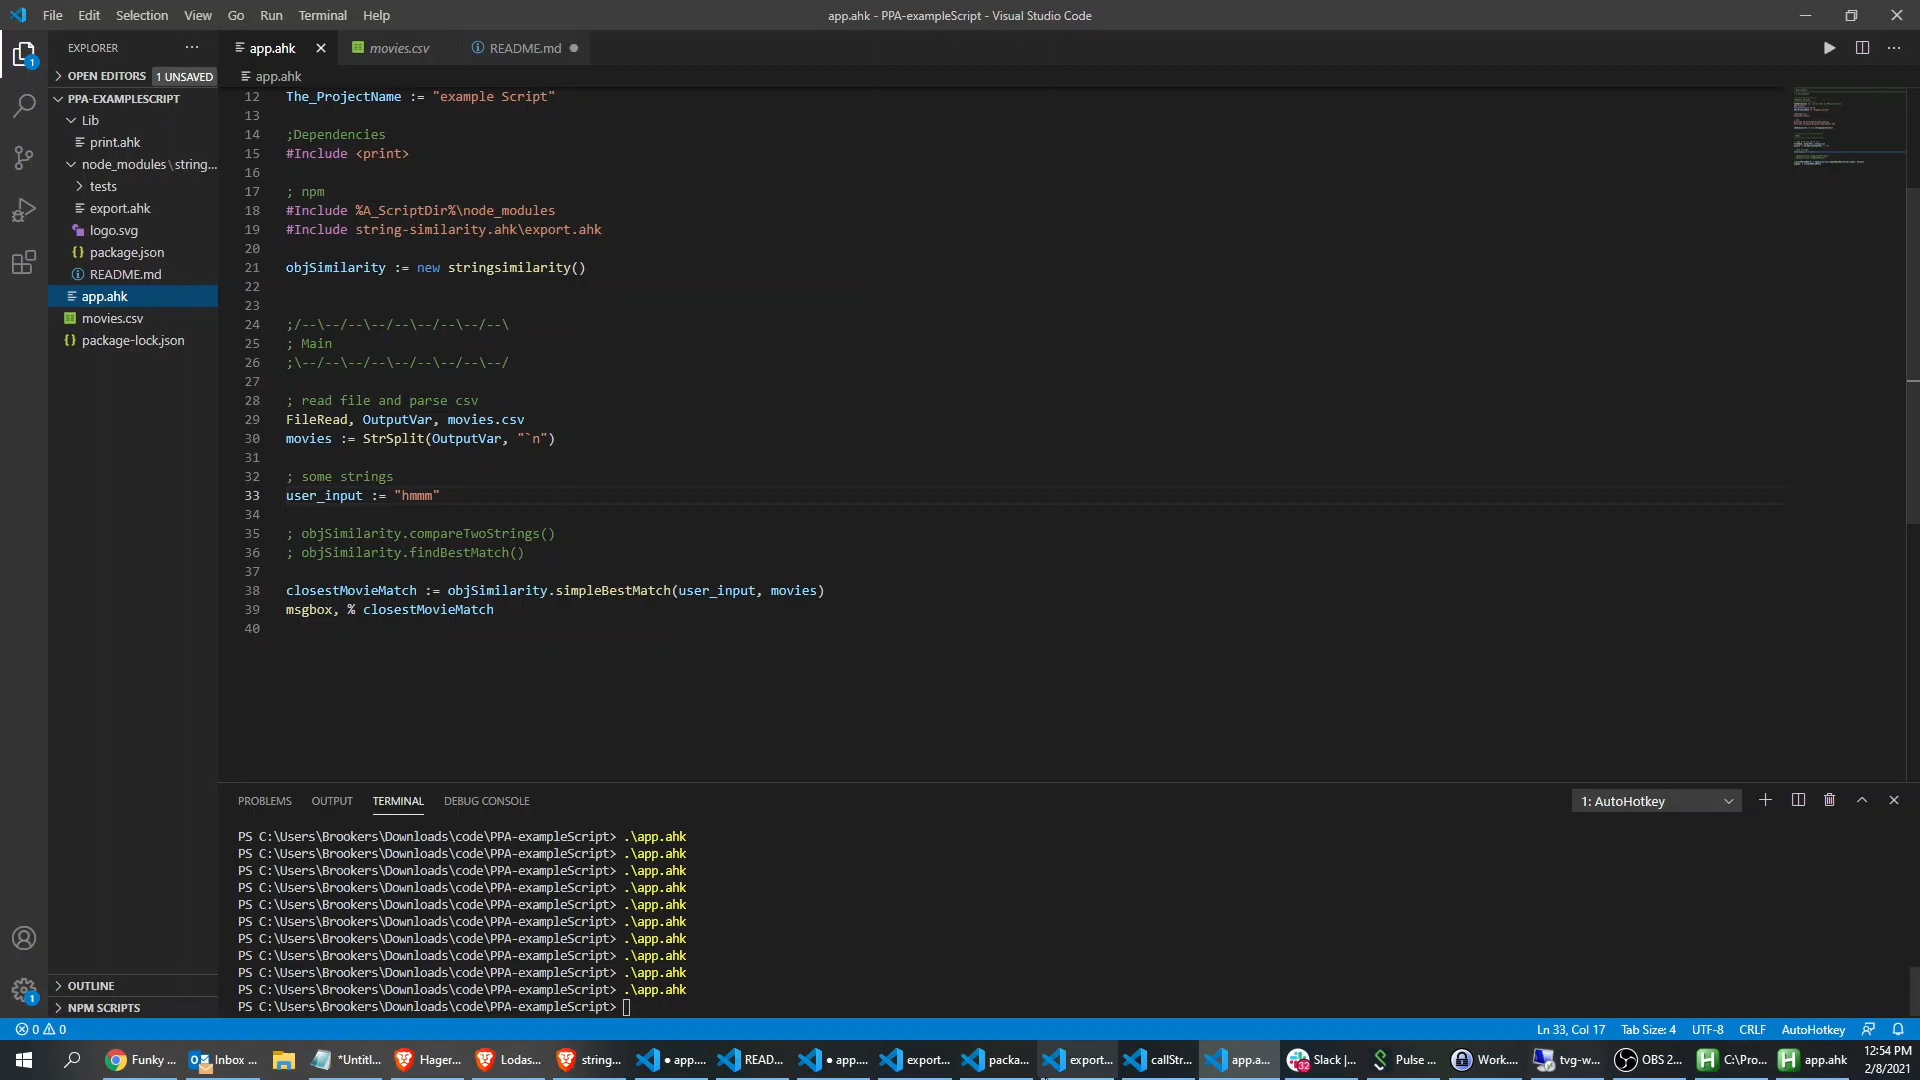 File Edit Selection View Go Run Terminal Help
app.ahk - PPA-exampleScript - Visual Studio Code
EXPLORER
app.ahk
movies.csv
README.md
OPEN EDITORS 1 UNSAVED
PPA-EXAMPLESCRIPT
Lib
print.ahk
node_modules\string...
tests
export.ahk
logo.svg
package.json
README.md
app.ahk
movies.csv
package-lock.json
OUTLINE
NPM SCRIPTS
1
1
app.ahk
12 The_ProjectName := "example Script"
13
14 ;Dependencies
15 #Include <print>
16
17 ; npm
18 #Include %A_ScriptDir%\node_modules
19 #Include string-similarity.ahk\export.ahk
20
21 objSimilarity := new stringsimilarity()
22
23
24 ;/--\--/--\--/--\--/--\--/--\
25 ; Main
26 ;\--/--\--/--\--/--\--/--\--/
27
28 ; read file and parse csv
29 FileRead, OutputVar, movies.csv
30 movies := StrSplit(OutputVar, "`n")
31
32 ; some strings
33 user_input := "hmmm"
34
35 ; objSimilarity.compareTwoStrings()
36 ; objSimilarity.findBestMatch()
37
38 closestMovieMatch := objSimilarity.simpleBestMatch(user_input, movies)
39 msgbox, % closestMovieMatch
40
PROBLEMS OUTPUT TERMINAL DEBUG CONSOLE
1: AutoHotkey
PS C:\Users\Brookers\Downloads\code\PPA-exampleScript> .\app.ahk
PS C:\Users\Brookers\Downloads\code\PPA-exampleScript> .\app.ahk
PS C:\Users\Brookers\Downloads\code\PPA-exampleScript> .\app.ahk
PS C:\Users\Brookers\Downloads\code\PPA-exampleScript> .\app.ahk
PS C:\Users\Brookers\Downloads\code\PPA-exampleScript> .\app.ahk
PS C:\Users\Brookers\Downloads\code\PPA-exampleScript> .\app.ahk
PS C:\Users\Brookers\Downloads\code\PPA-exampleScript> .\app.ahk
PS C:\Users\Brookers\Downloads\code\PPA-exampleScript> .\app.ahk
PS C:\Users\Brookers\Downloads\code\PPA-exampleScript> .\app.ahk
PS C:\Users\Brookers\Downloads\code\PPA-exampleScript> .\app.ahk
PS C:\Users\Brookers\Downloads\code\PPA-exampleScript>
0 0
Ln 33, Col 17 Tab Size: 4 UTF-8 CRLF AutoHotkey
Funky ... Inbox ... *Untitl... Hager... Lodas... string... ● app.... READ... ● app.... export... packa... export... callStr... app.a... Slack |... Pulse ... Work.... tvg-w... OBS 2... C:\Pro... app.ahk
12:54 PM
2/8/2021